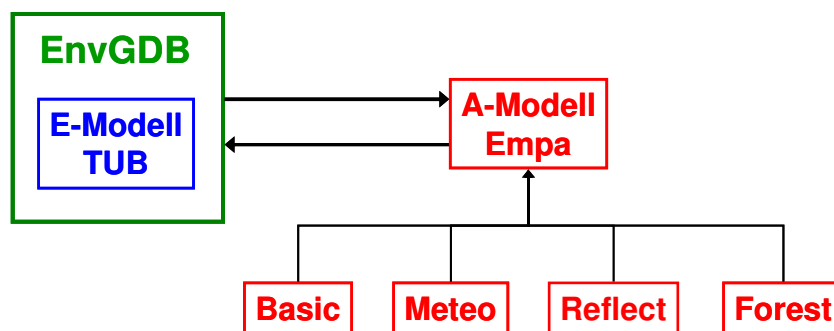 EnvGDB
E-Modell
TUB
A-Modell
Empa
Basic
Meteo
Reflect
Forest